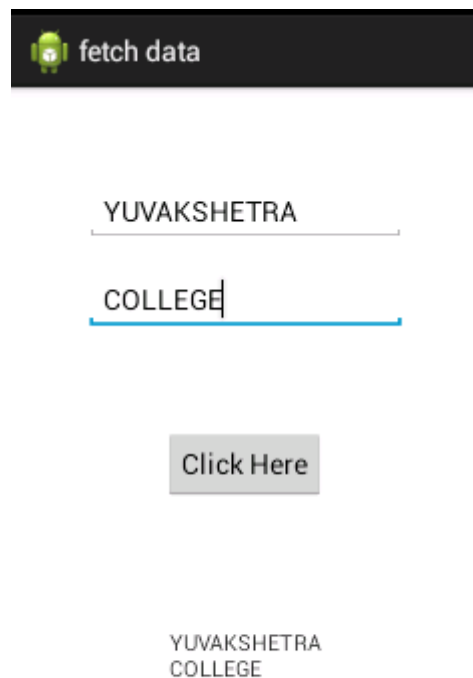 fetch data
YUVAKSHETRA
COLLEGE
Click Here
YUVAKSHETRA
COLLEGE